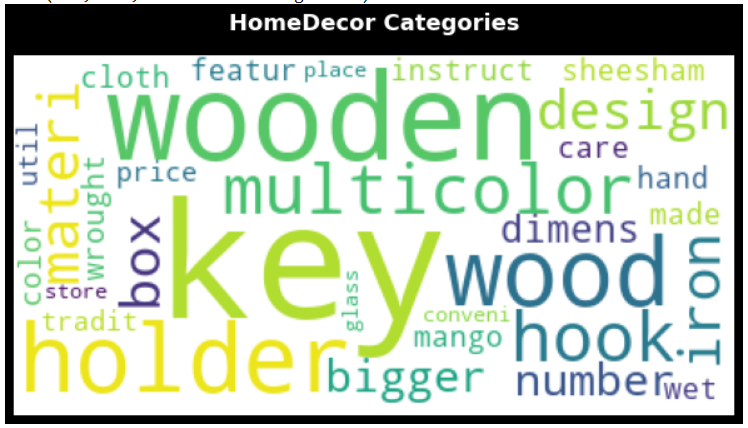 HomeDecor Categories
cloth featur place instruct sheesham
wooden design
materi
util
price
care
wrought
multicolor
hand
color
box
key
dimens
made
store
wood
iron
tradit
glass
conveni
hook
holder
mango
bigger
number
wet